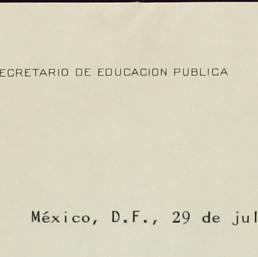 ECRETARIO DE EDUCACION PUBLICA
México, D.F., 29 de jul